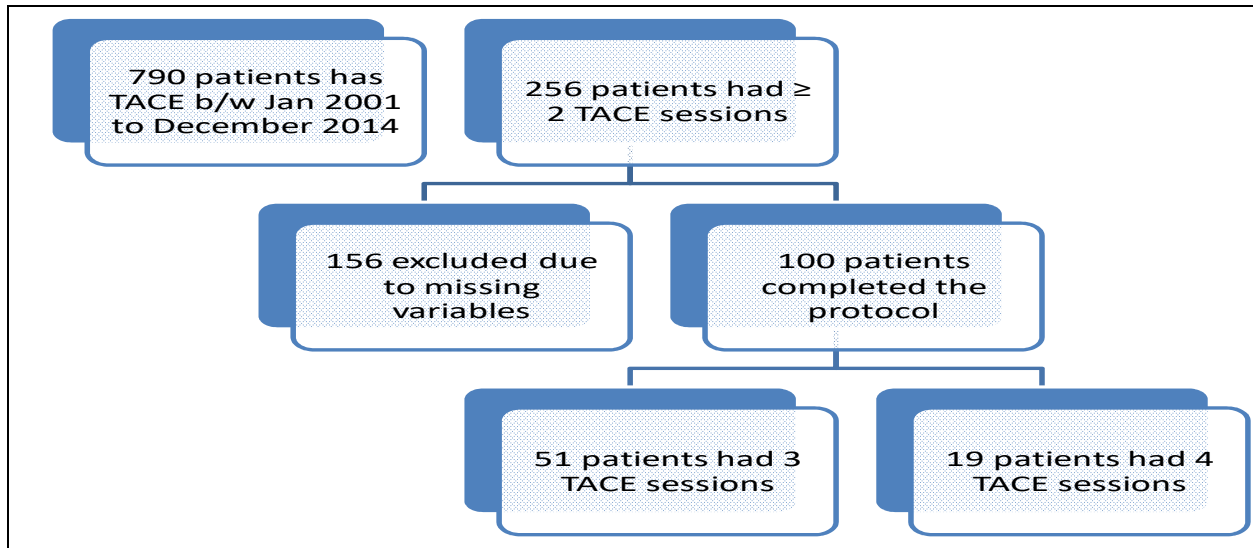 790 patients has
TACE b/w Jan 2001
to December 2014
256 patients had ≥
2 TACE sessions
156 excluded due
to missing
variables
100 patients
completed the
protocol
51 patients had 3
TACE sessions
19 patients had 4
TACE sessions